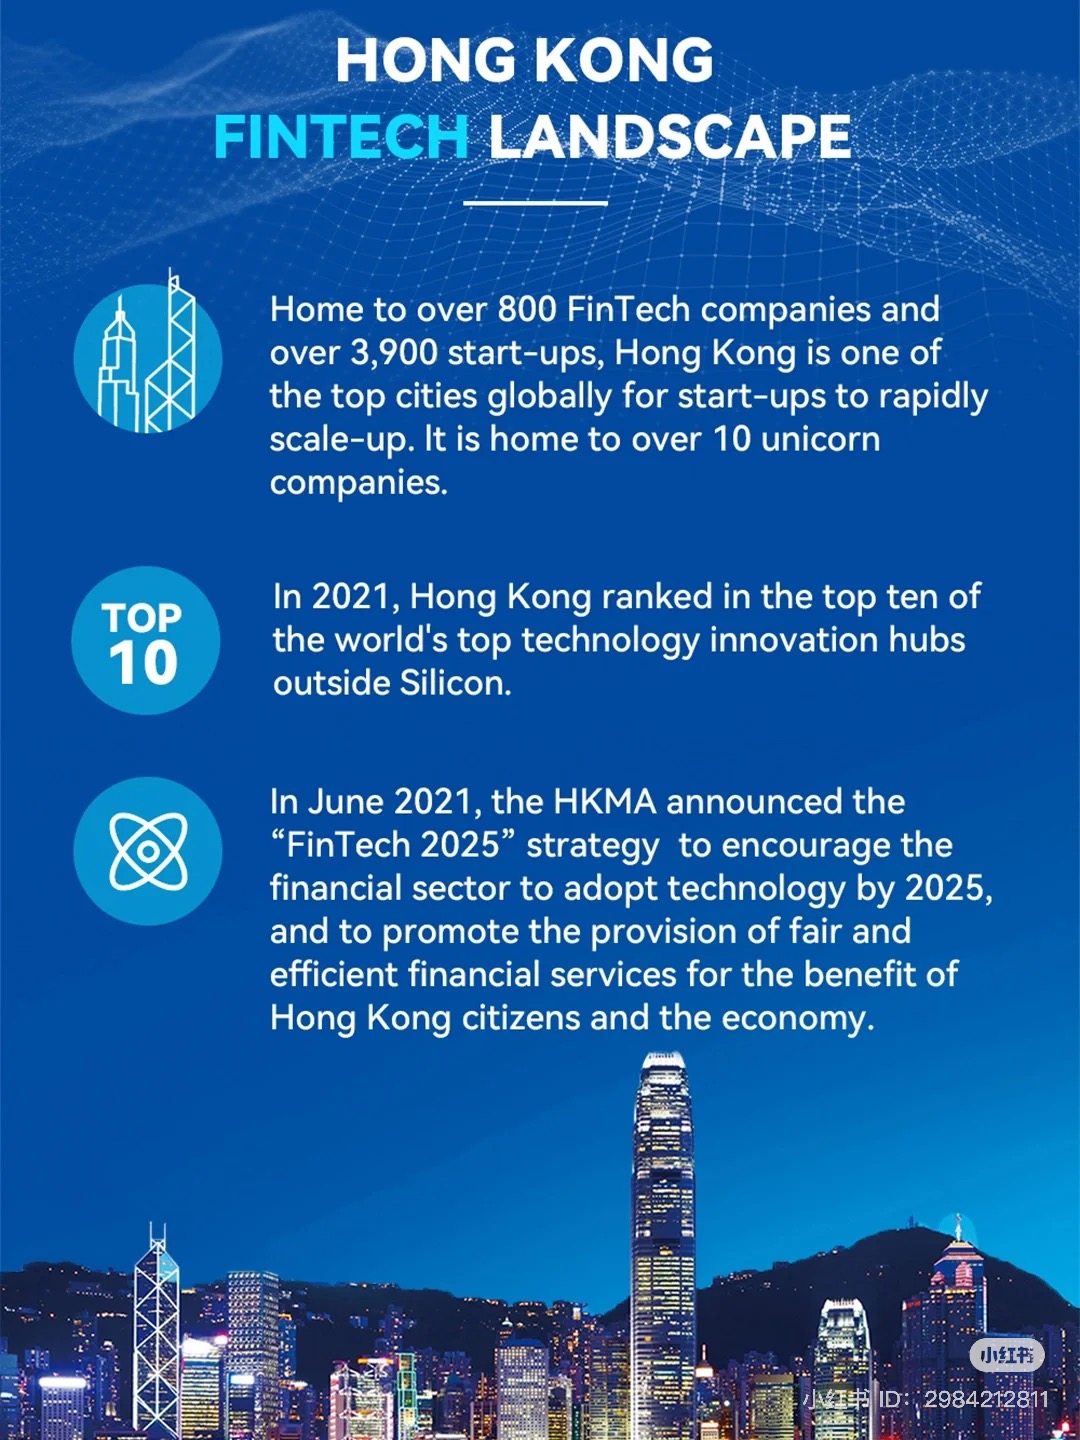 HONG KONG
FINTECH LANDSCAPE
Home to over 800 FinTech companies and
over 3,900 start-ups, Hong Kong is one of
the top cities globally for start-ups to rapidly
scale-up. It is home to over 10 unicorn
companies.
TOP
10
In 2021, Hong Kong ranked in the top ten of
the world's top technology innovation hubs
outside Silicon.
In June 2021, the HKMA announced the
“FinTech 2025” strategy  to encourage the
financial sector to adopt technology by 2025,
and to promote the provision of fair and
efficient financial services for the benefit of
Hong Kong citizens and the economy.
小红书
小红书 ID: 2984212811